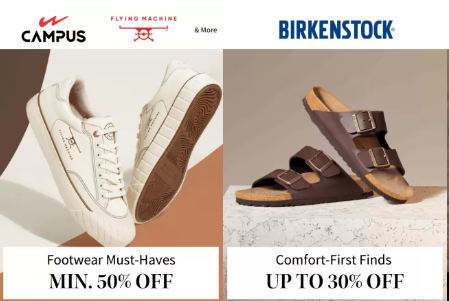 CAMPUS
FLYING MACHINE
& More
BIRKENSTOCK
Footwear Must-Haves
MIN. 50% OFF
Comfort-First Finds
UP TO 30% OFF